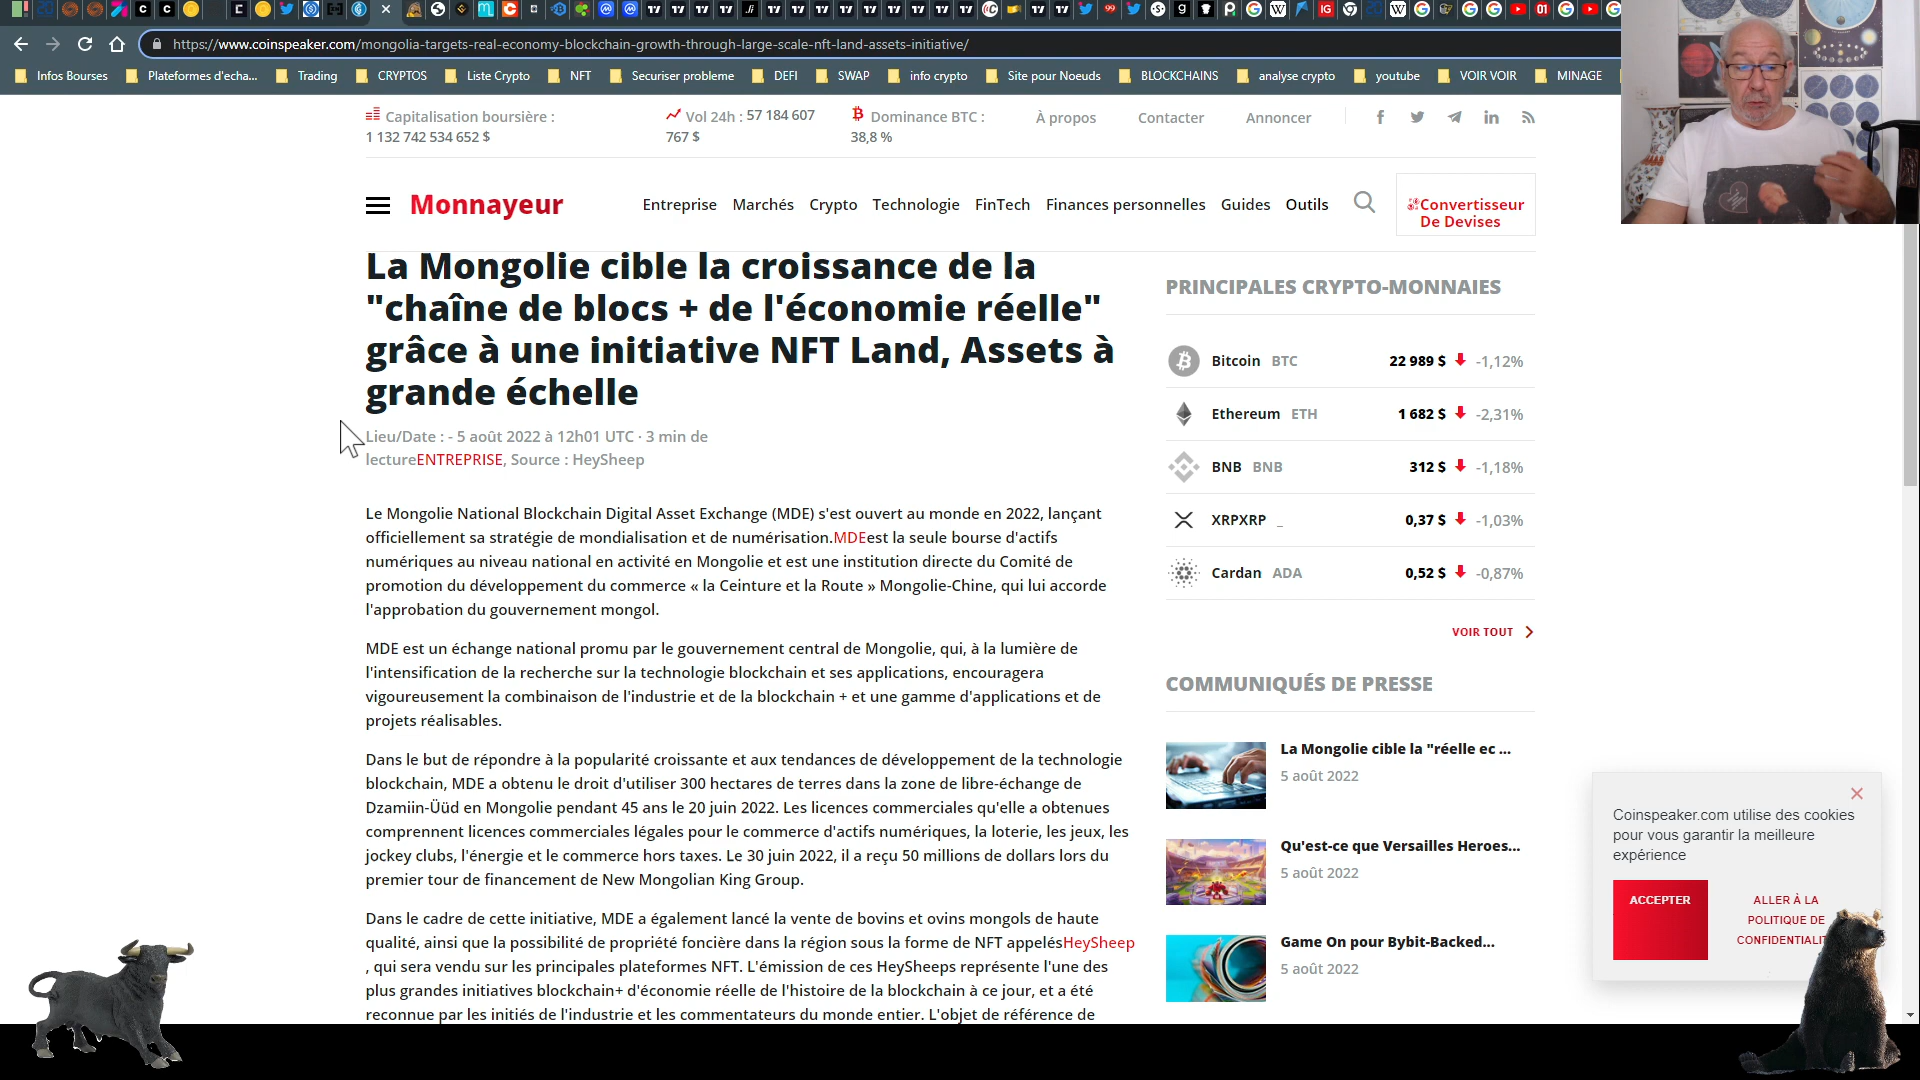 https://www.coinspeaker.com/mongolia-targets-real-economy-blockchain-growth-through-large-scale-nft-land-assets-initiative/
Infos Bourses Plateformes d'echa... Trading CRYPTOS Liste Crypto NFT Securiser probleme DEFI SWAP info crypto Site pour Noeuds BLOCKCHAINS analyse crypto youtube VOIR VOIR MINAGE
Capitalisation boursière :
1 132 742 534 652 $
Vol 24h : 57 184 607
767 $
Dominance BTC :
38,8 %
À propos Contacter Annoncer
Monnayeur
Entreprise Marchés Crypto Technologie FinTech Finances personnelles Guides Outils
Convertisseur
De Devises
La Mongolie cible la croissance de la
"chaîne de blocs + de l'économie réelle"
grâce à une initiative NFT Land, Assets à
grande échelle
Lieu/Date : - 5 août 2022 à 12h01 UTC · 3 min de
lectureENTREPRISE, Source : HeySheep
Le Mongolie National Blockchain Digital Asset Exchange (MDE) s'est ouvert au monde en 2022, lançant
officiellement sa stratégie de mondialisation et de numérisation.MDEest la seule bourse d'actifs
numériques au niveau national en activité en Mongolie et est une institution directe du Comité de
promotion du développement du commerce « la Ceinture et la Route » Mongolie-Chine, qui lui accorde
l'approbation du gouvernement mongol.
MDE est un échange national promu par le gouvernement central de Mongolie, qui, à la lumière de
l'intensification de la recherche sur la technologie blockchain et ses applications, encouragera
vigoureusement la combinaison de l'industrie et de la blockchain + et une gamme d'applications et de
projets réalisables.
Dans le but de répondre à la popularité croissante et aux tendances de développement de la technologie
blockchain, MDE a obtenu le droit d'utiliser 300 hectares de terres dans la zone de libre-échange de
Dzamiin-Üüd en Mongolie pendant 45 ans le 20 juin 2022. Les licences commerciales qu'elle a obtenues
comprennent licences commerciales légales pour le commerce d'actifs numériques, la loterie, les jeux, les
jockey clubs, l'énergie et le commerce hors taxes. Le 30 juin 2022, il a reçu 50 millions de dollars lors du
premier tour de financement de New Mongolian King Group.
Dans le cadre de cette initiative, MDE a également lancé la vente de bovins et ovins mongols de haute
qualité, ainsi que la possibilité de propriété foncière dans la région sous la forme de NFT appelésHeySheep
, qui sera vendu sur les principales plateformes NFT. L'émission de ces HeySheeps représente l'une des
plus grandes initiatives blockchain+ d'économie réelle de l'histoire de la blockchain à ce jour, et a été
reconnue par les initiés de l'industrie et les commentateurs du monde entier. L'objet de référence de
PRINCIPALES CRYPTO-MONNAIES
Bitcoin BTC 22 989 $ -1,12%
Ethereum ETH 1 682 $ -2,31%
BNB BNB 312 $ -1,18%
XRPXRP _ 0,37 $ -1,03%
Cardan ADA 0,52 $ -0,87%
VOIR TOUT
COMMUNIQUÉS DE PRESSE
La Mongolie cible la "réelle ec ...
5 août 2022
Qu'est-ce que Versailles Heroes...
5 août 2022
Game On pour Bybit-Backed...
5 août 2022
Coinspeaker.com utilise des cookies
pour vous garantir la meilleure
expérience
ACCEPTER
ALLER À LA
POLITIQUE DE
CONFIDENTIALIT